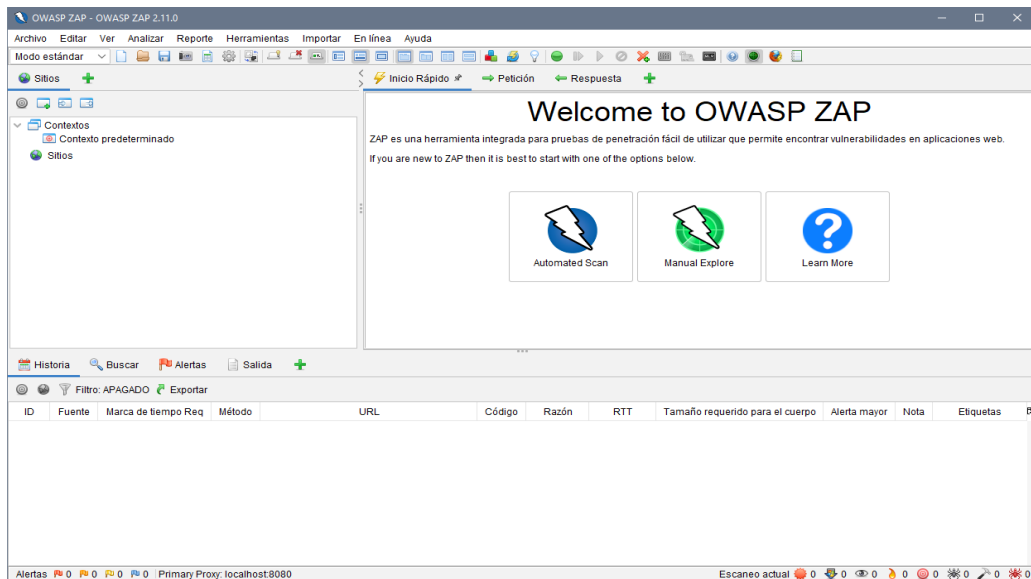 OWASP ZAP - OWASP ZAP 2.11.0
Archivo Editar Ver Analizar Reporte Herramientas Importar En línea Ayuda
Modo estándar
Sitios
Inicio Rápido Petición Respuesta
Contextos
Contexto predeterminado
Sitios
Welcome to OWASP ZAP
ZAP es una herramienta integrada para pruebas de penetración fácil de utilizar que permite encontrar vulnerabilidades en aplicaciones web.
If you are new to ZAP then it is best to start with one of the options below.
Automated Scan Manual Explore Learn More
Historia Buscar Alertas Salida
Filtro: APAGADO Exportar
ID Fuente Marca de tiempo Req Método URL Código Razón RTT Tamaño requerido para el cuerpo Alerta mayor Nota Etiquetas
Alertas 0 0 0 0 Primary Proxy: localhost:8080 Escaneo actual 0 0 0 0 0 0 0 0